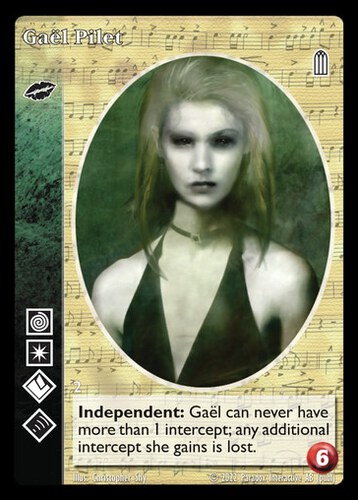 Gaël Pilet
2
Independent: Gaël can never have
more than 1 intercept; any additional
intercept she gains is lost.
6
Illus: Christopher Shy
© 2022 Paradox Interactive AB (publ)